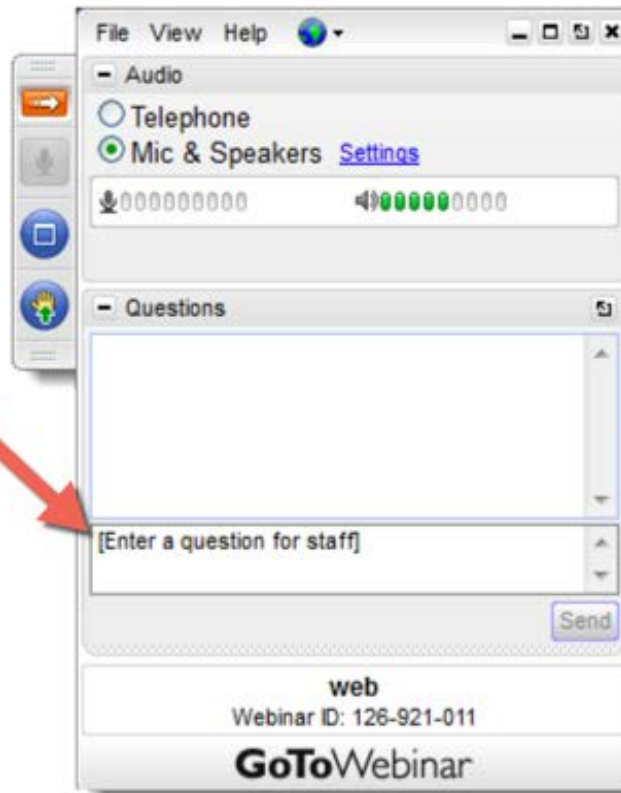 File View Help
Audio
Telephone
Mic & Speakers Settings
Questions
[Enter a question for staff]
Send
web
Webinar ID: 126-921-011
GoToWebinar